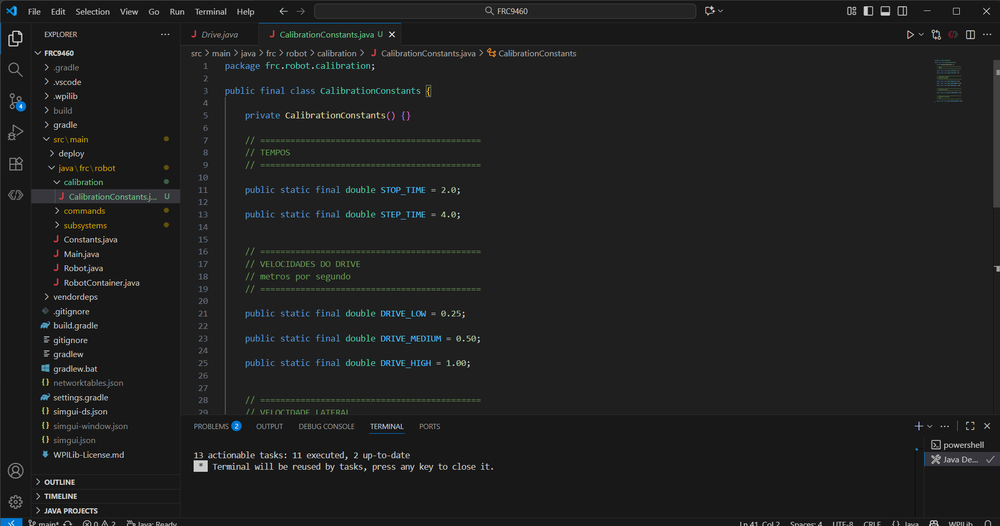 File Edit Selection View Go Run Terminal Help
FRC9460
EXPLORER
FRC9460
.gradle
.vscode
.wpilib
build
gradle
src\main
deploy
java\frc\robot
calibration
CalibrationConstants.j... U
commands
subsystems
Constants.java
Main.java
Robot.java
RobotContainer.java
vendordeps
.gitignore
build.gradle
gitignore
gradlew
gradlew.bat
networktables.json
settings.gradle
simgui-ds.json
simgui-window.json
simgui.json
WPILib-License.md
OUTLINE
TIMELINE
JAVA PROJECTS
4
Drive.java
CalibrationConstants.java U
src > main > java > frc > robot > calibration > CalibrationConstants.java > CalibrationConstants
1 package frc.robot.calibration;
2
3 public final class CalibrationConstants {
4
5 private CalibrationConstants() {}
6
7 // ============================================
8 // TEMPOS
9 // ============================================
10
11 public static final double STOP_TIME = 2.0;
12
13 public static final double STEP_TIME = 4.0;
14
15
16 // ============================================
17 // VELOCIDADES DO DRIVE
18 // metros por segundo
19 // ============================================
20
21 public static final double DRIVE_LOW = 0.25;
22
23 public static final double DRIVE_MEDIUM = 0.50;
24
25 public static final double DRIVE_HIGH = 1.00;
26
27
28 // ============================================
29 // VELOCIDADE LATERAL
PROBLEMS 2 OUTPUT DEBUG CONSOLE TERMINAL PORTS
13 actionable tasks: 11 executed, 2 up-to-date
* Terminal will be reused by tasks, press any key to close it.
powershell
Java De...
main* 0 2 Java: Ready
Ln 41, Col 2 Spaces: 4 UTF-8 CRLF {} Java WPILib